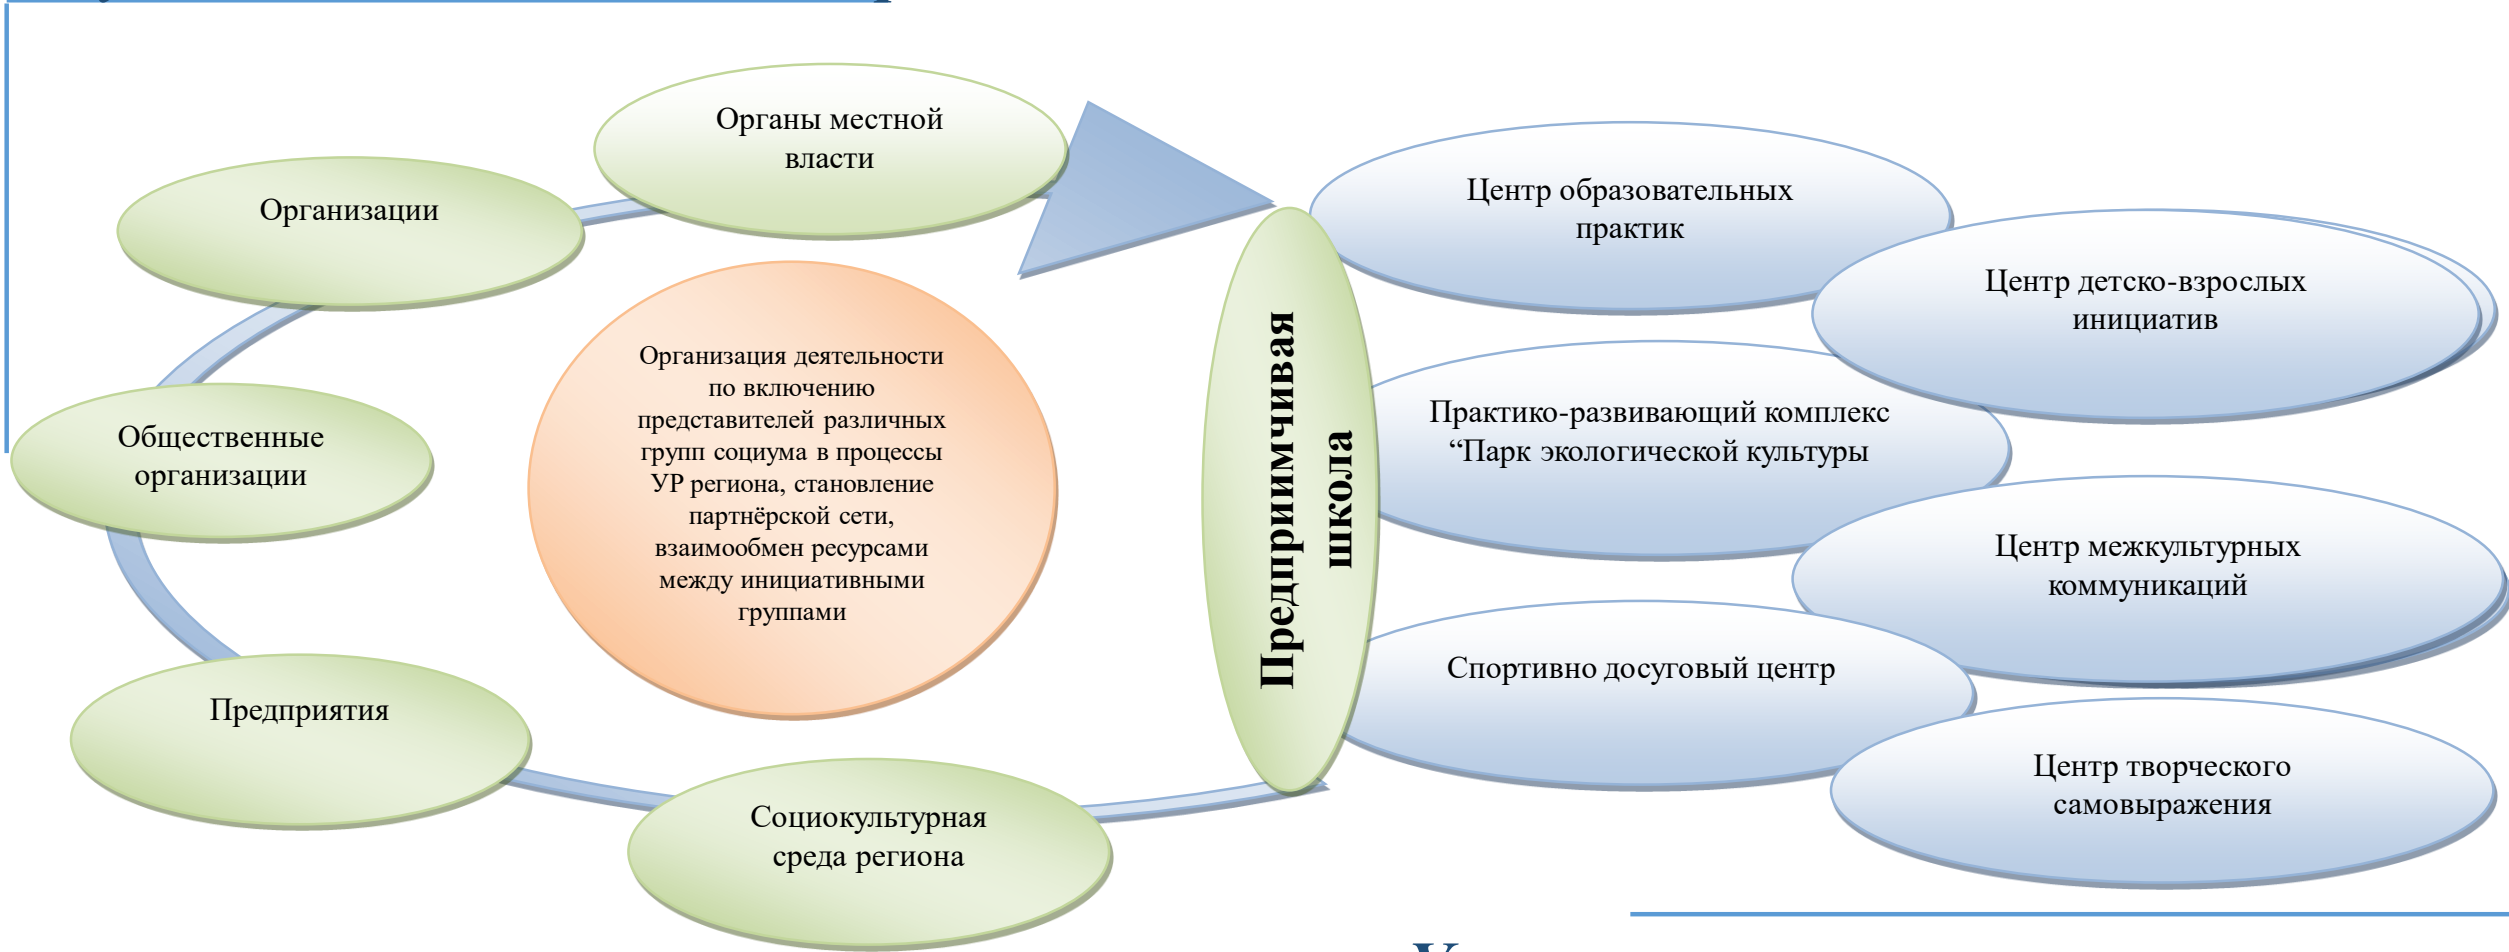 Органы местной
власти
Организации
Общественные
организации
Предприятия
Социокультурная
среда региона
Организация деятельности
по включению
представителей различных
групп социума в процессы
УР региона, становление
партнёрской сети,
взаимообмен ресурсами
между инициативными
группами
Предприимчивая
школа
Центр образовательных
практик
Центр детско-взрослых
инициатив
Практико-развивающий комплекс
“Парк экологической культуры
Центр межкультурных
коммуникаций
Спортивно досуговый центр
Центр творческого
самовыражения